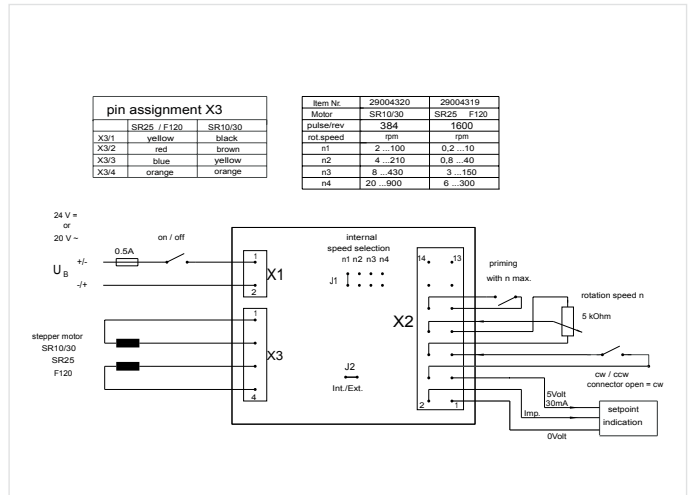 pin assignment X3
SR25 / F120 SR10/30
X3/1 yellow black
X3/2 red brown
X3/3 blue yellow
X3/4 orange orange
Item Nr. 29004320 29004319
Motor SR10/30 SR25 F120
pulse/rev 384 1600
rot.speed rpm rpm
n1 2 ...100 0,2 ...10
n2 4 ...210 0,8 ...40
n3 8 ...430 3 ...150
n4 20 ...900 6 ...300
24 V =
or
20 V ~
0.5A
on / off
U B
+/-
-/+
1
2
X1
internal
speed selection
n1 n2 n3 n4
J1
14
13
X2
priming
with n max.
rotation speed n
5 kOhm
stepper motor
SR10/30
SR25
F120
1
X3
4
J2
Int./Ext.
cw / ccw
connector open = cw
2
1
5Volt
30mA
Imp.
0Volt
setpoint
indication